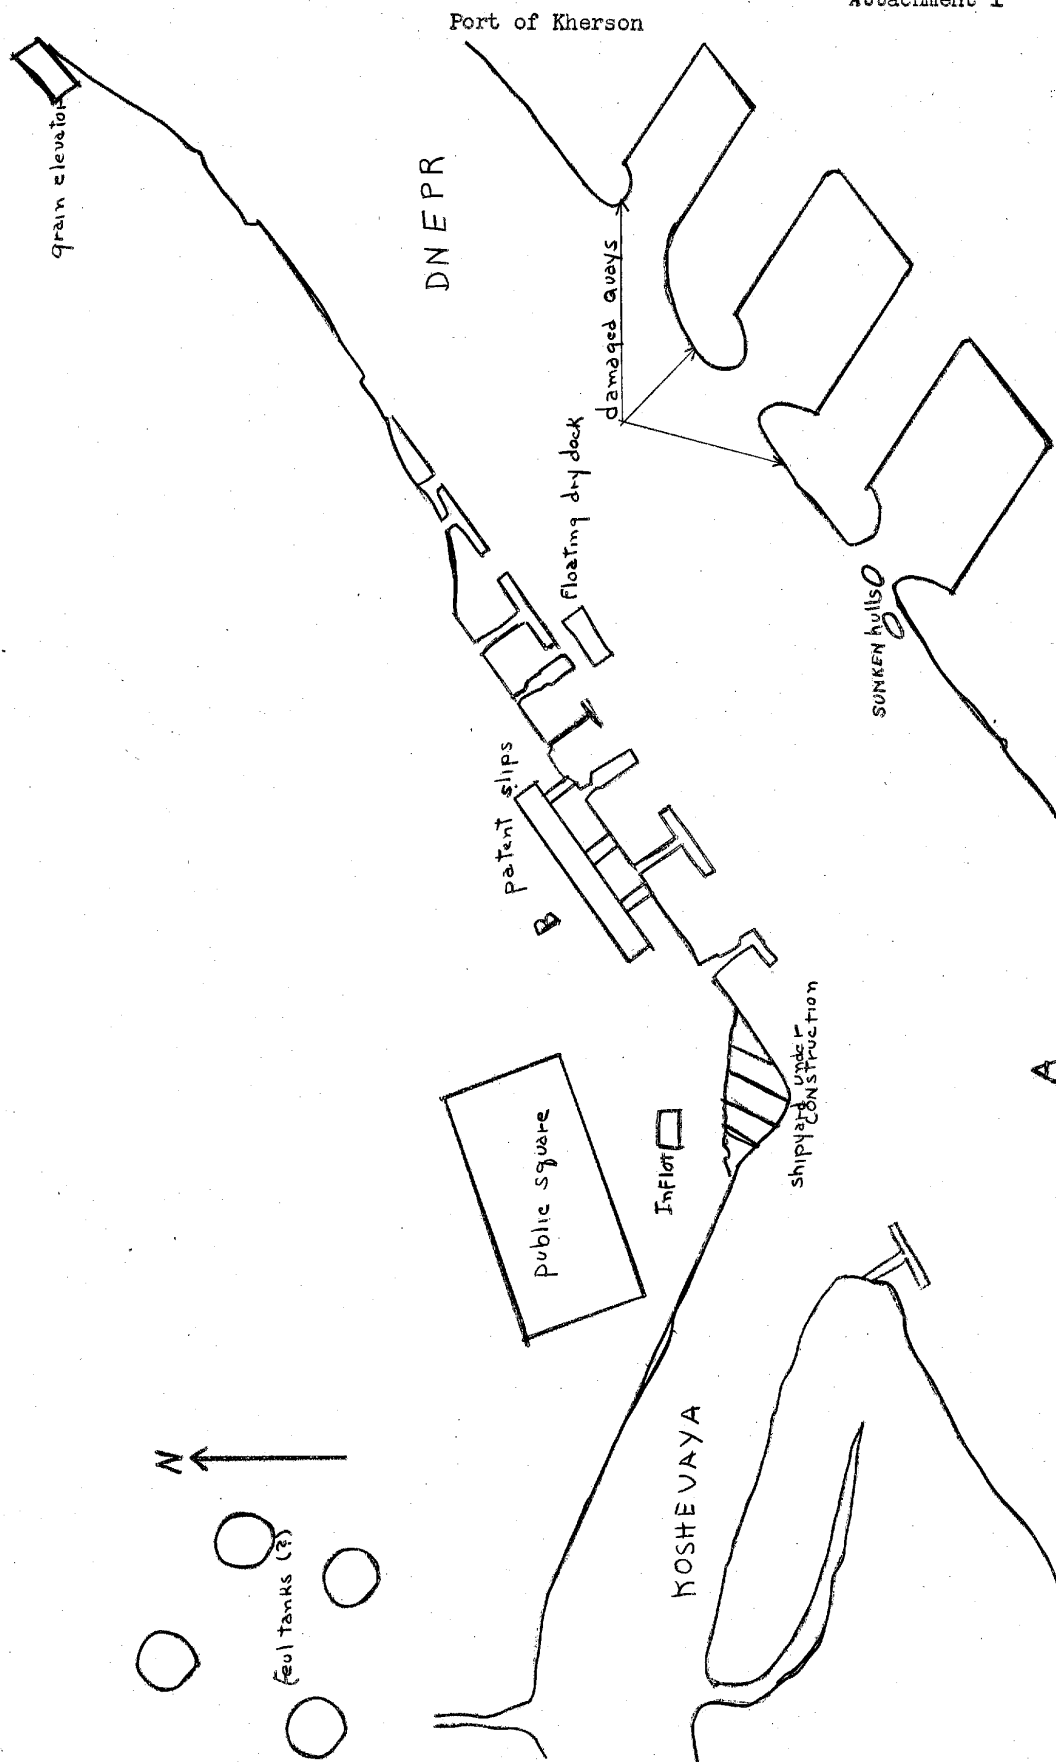 Attachment 1
Port of Kherson
grain elevator
DNEPR
damaged quays
Floating dry dock
SUNKEN hulls
patent slips
B
shipyard under
CONSTRUCTION
A
public square
InFlot
N
feul tanks (?)
KOSHEVAYA